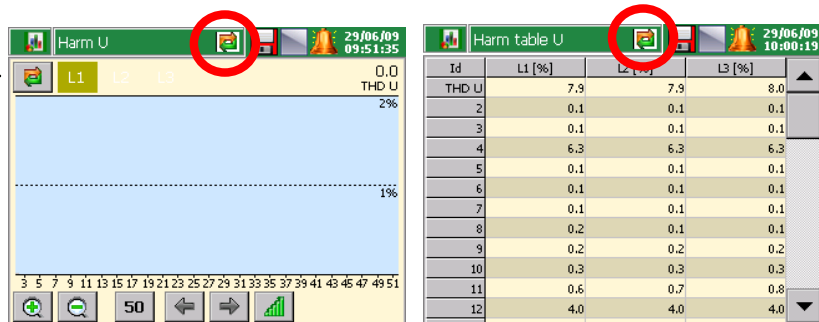 Harm U
29/06/09
09:51:35
L1 L2 L3
0.0
THD U
2%
1%
3 5 7 9 11 13 15 17 19 21 23 25 27 29 31 33 35 37 39 41 43 45 47 49 51
50
Harm table U
29/06/09
10:00:19
Id L1 [%] L2 [%] L3 [%]
THD U 7.9 7.9 8.0
2 0.1 0.1 0.1
3 0.1 0.1 0.1
4 6.3 6.3 6.3
5 0.1 0.1 0.1
6 0.1 0.1 0.1
7 0.1 0.1 0.1
8 0.2 0.1 0.1
9 0.2 0.2 0.2
10 0.3 0.3 0.3
11 0.6 0.7 0.8
12 4.0 4.0 4.0